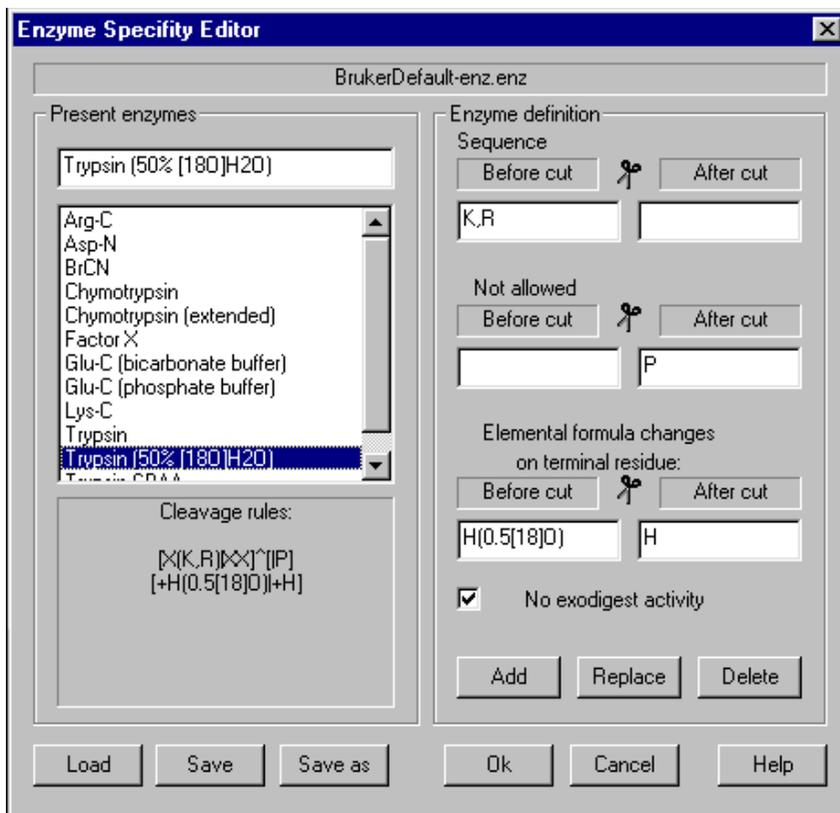 Enzyme Specifity Editor
BrukerDefault-enz.enz
Present enzymes
Trypsin (50% [18O]H2O)
Arg-C
Asp-N
BrCN
Chymotrypsin
Chymotrypsin (extended)
Factor X
Glu-C (bicarbonate buffer)
Glu-C (phosphate buffer)
Lys-C
Trypsin
Trypsin (50% [18O]H2O)
Cleavage rules:
[X(K,R)|XX]^[|P]
[+H(0.5[18]O)|+H]
Enzyme definition
Sequence
Before cut After cut
K,R
Not allowed
Before cut After cut
P
Elemental formula changes
on terminal residue:
Before cut After cut
H(0.5[18]O) H
No exodigest activity
Add Replace Delete
Load Save Save as Ok Cancel Help